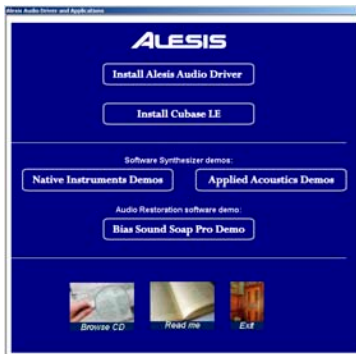 Alesis Audio Driver and Applications
ALESIS
Install Alesis Audio Driver
Install Cubase LE
Software Synthesizer demos:
Native Instruments Demos Applied Acoustics Demos
Audio Restoration software demo:
Bias Sound Soap Pro Demo
Browse CD Read me Exit